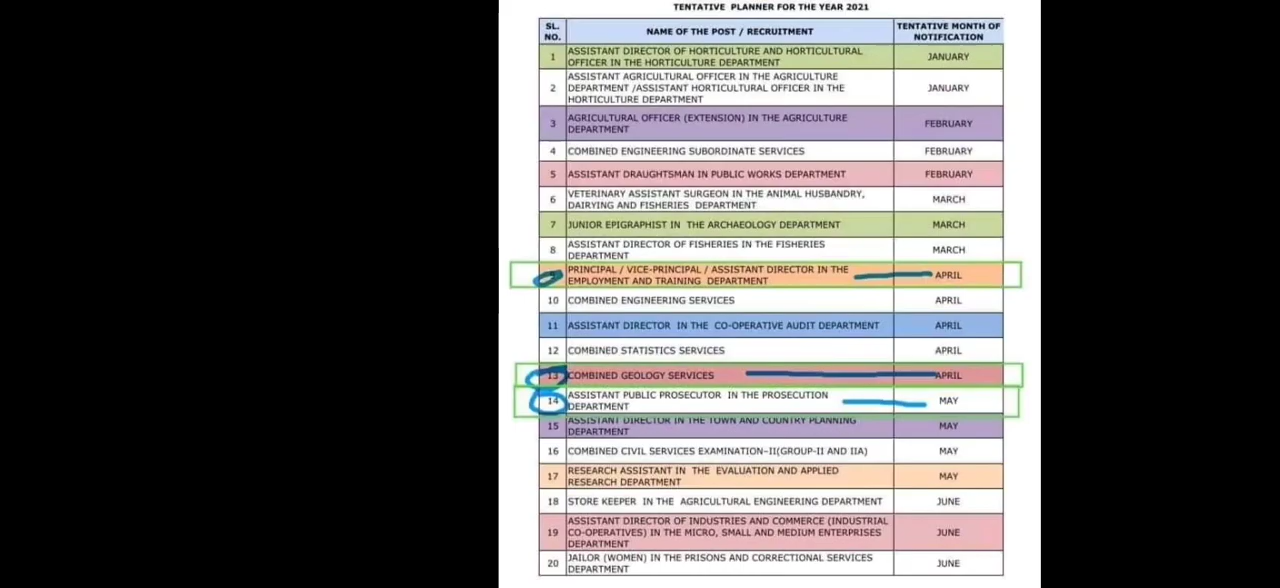 TENTATIVE PLANNER FOR THE YEAR 2021
SL. NO. NAME OF THE POST / RECRUITMENT TENTATIVE MONTH OF NOTIFICATION
1 ASSISTANT DIRECTOR OF HORTICULTURE AND HORTICULTURAL JANUARY
OFFICER IN THE HORTICULTURE DEPARTMENT
2 ASSISTANT AGRICULTURAL OFFICER IN THE AGRICULTURE JANUARY
DEPARTMENT /ASSISTANT HORTICULTURAL OFFICER IN THE
HORTICULTURE DEPARTMENT
3 AGRICULTURAL OFFICER (EXTENSION) IN THE AGRICULTURE FEBRUARY
DEPARTMENT
4 COMBINED ENGINEERING SUBORDINATE SERVICES FEBRUARY
5 ASSISTANT DRAUGHTSMAN IN PUBLIC WORKS DEPARTMENT FEBRUARY
6 VETERINARY ASSISTANT SURGEON IN THE ANIMAL HUSBANDRY, MARCH
DAIRYING AND FISHERIES DEPARTMENT
7 JUNIOR EPIGRAPHIST IN THE ARCHAEOLOGY DEPARTMENT MARCH
8 ASSISTANT DIRECTOR OF FISHERIES IN THE FISHERIES MARCH
DEPARTMENT
PRINCIPAL / VICE-PRINCIPAL / ASSISTANT DIRECTOR IN THE APRIL
EMPLOYMENT AND TRAINING DEPARTMENT
10 COMBINED ENGINEERING SERVICES APRIL
11 ASSISTANT DIRECTOR IN THE CO-OPERATIVE AUDIT DEPARTMENT APRIL
12 COMBINED STATISTICS SERVICES APRIL
13 COMBINED GEOLOGY SERVICES APRIL
14 ASSISTANT PUBLIC PROSECUTOR IN THE PROSECUTION MAY
DEPARTMENT
15 ASSISTANT DIRECTOR IN THE TOWN AND COUNTRY PLANNING MAY
DEPARTMENT
16 COMBINED CIVIL SERVICES EXAMINATION-II(GROUP-II AND IIA) MAY
17 RESEARCH ASSISTANT IN THE EVALUATION AND APPLIED MAY
RESEARCH DEPARTMENT
18 STORE KEEPER IN THE AGRICULTURAL ENGINEERING DEPARTMENT JUNE
19 ASSISTANT DIRECTOR OF INDUSTRIES AND COMMERCE (INDUSTRIAL JUNE
CO-OPERATIVES) IN THE MICRO, SMALL AND MEDIUM ENTERPRISES
DEPARTMENT
20 JAILOR (WOMEN) IN THE PRISONS AND CORRECTIONAL SERVICES JUNE
DEPARTMENT